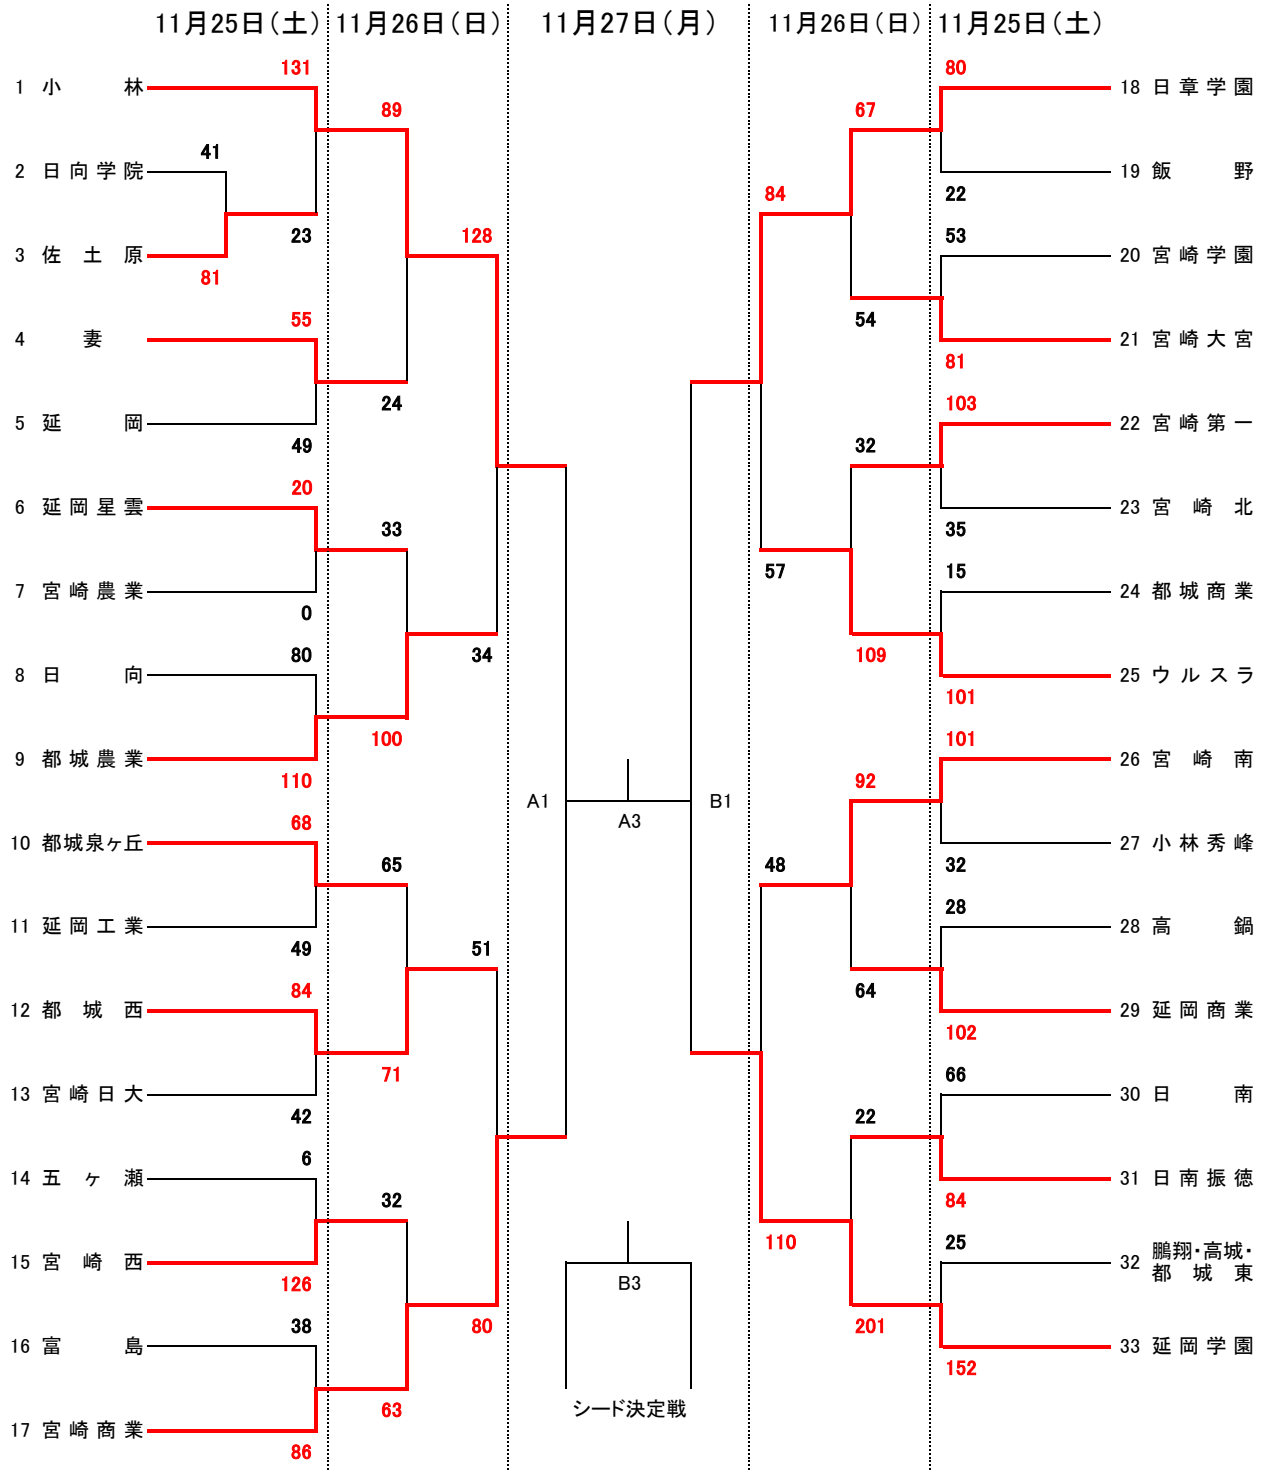 11月25日（土） 11月26日（日） 11月27日（月） 11月26日（日） 11月25日（土）
131
1 小林
89
2 日向学院
41
23
3 佐土原
81
128
4 妻
55
24
5 延岡
49
6 延岡星雲
20
33
7 宮崎農業
0
8 日向
80
34
9 都城農業
110
100
10 都城泉ヶ丘
68
65
11 延岡工業
49
51
12 都城西
84
71
13 宮崎日大
42
14 五ヶ瀬
6
32
15 宮崎西
126
16 富島
38
80
17 宮崎商業
86
63
A1
A3
B1
B3
シード決定戦
80
18 日章学園
67
19 飯野
22
84
20 宮崎学園
53
54
21 宮崎大宮
81
22 宮崎第一
103
32
23 宮崎北
35
57
24 都城商業
15
109
25 ウルスラ
101
26 宮崎南
101
92
27 小林秀峰
32
48
28 高鍋
28
64
29 延岡商業
102
30 日南
66
22
31 日南振徳
84
110
32 鵬翔・高城・
都城東
25
201
33 延岡学園
152